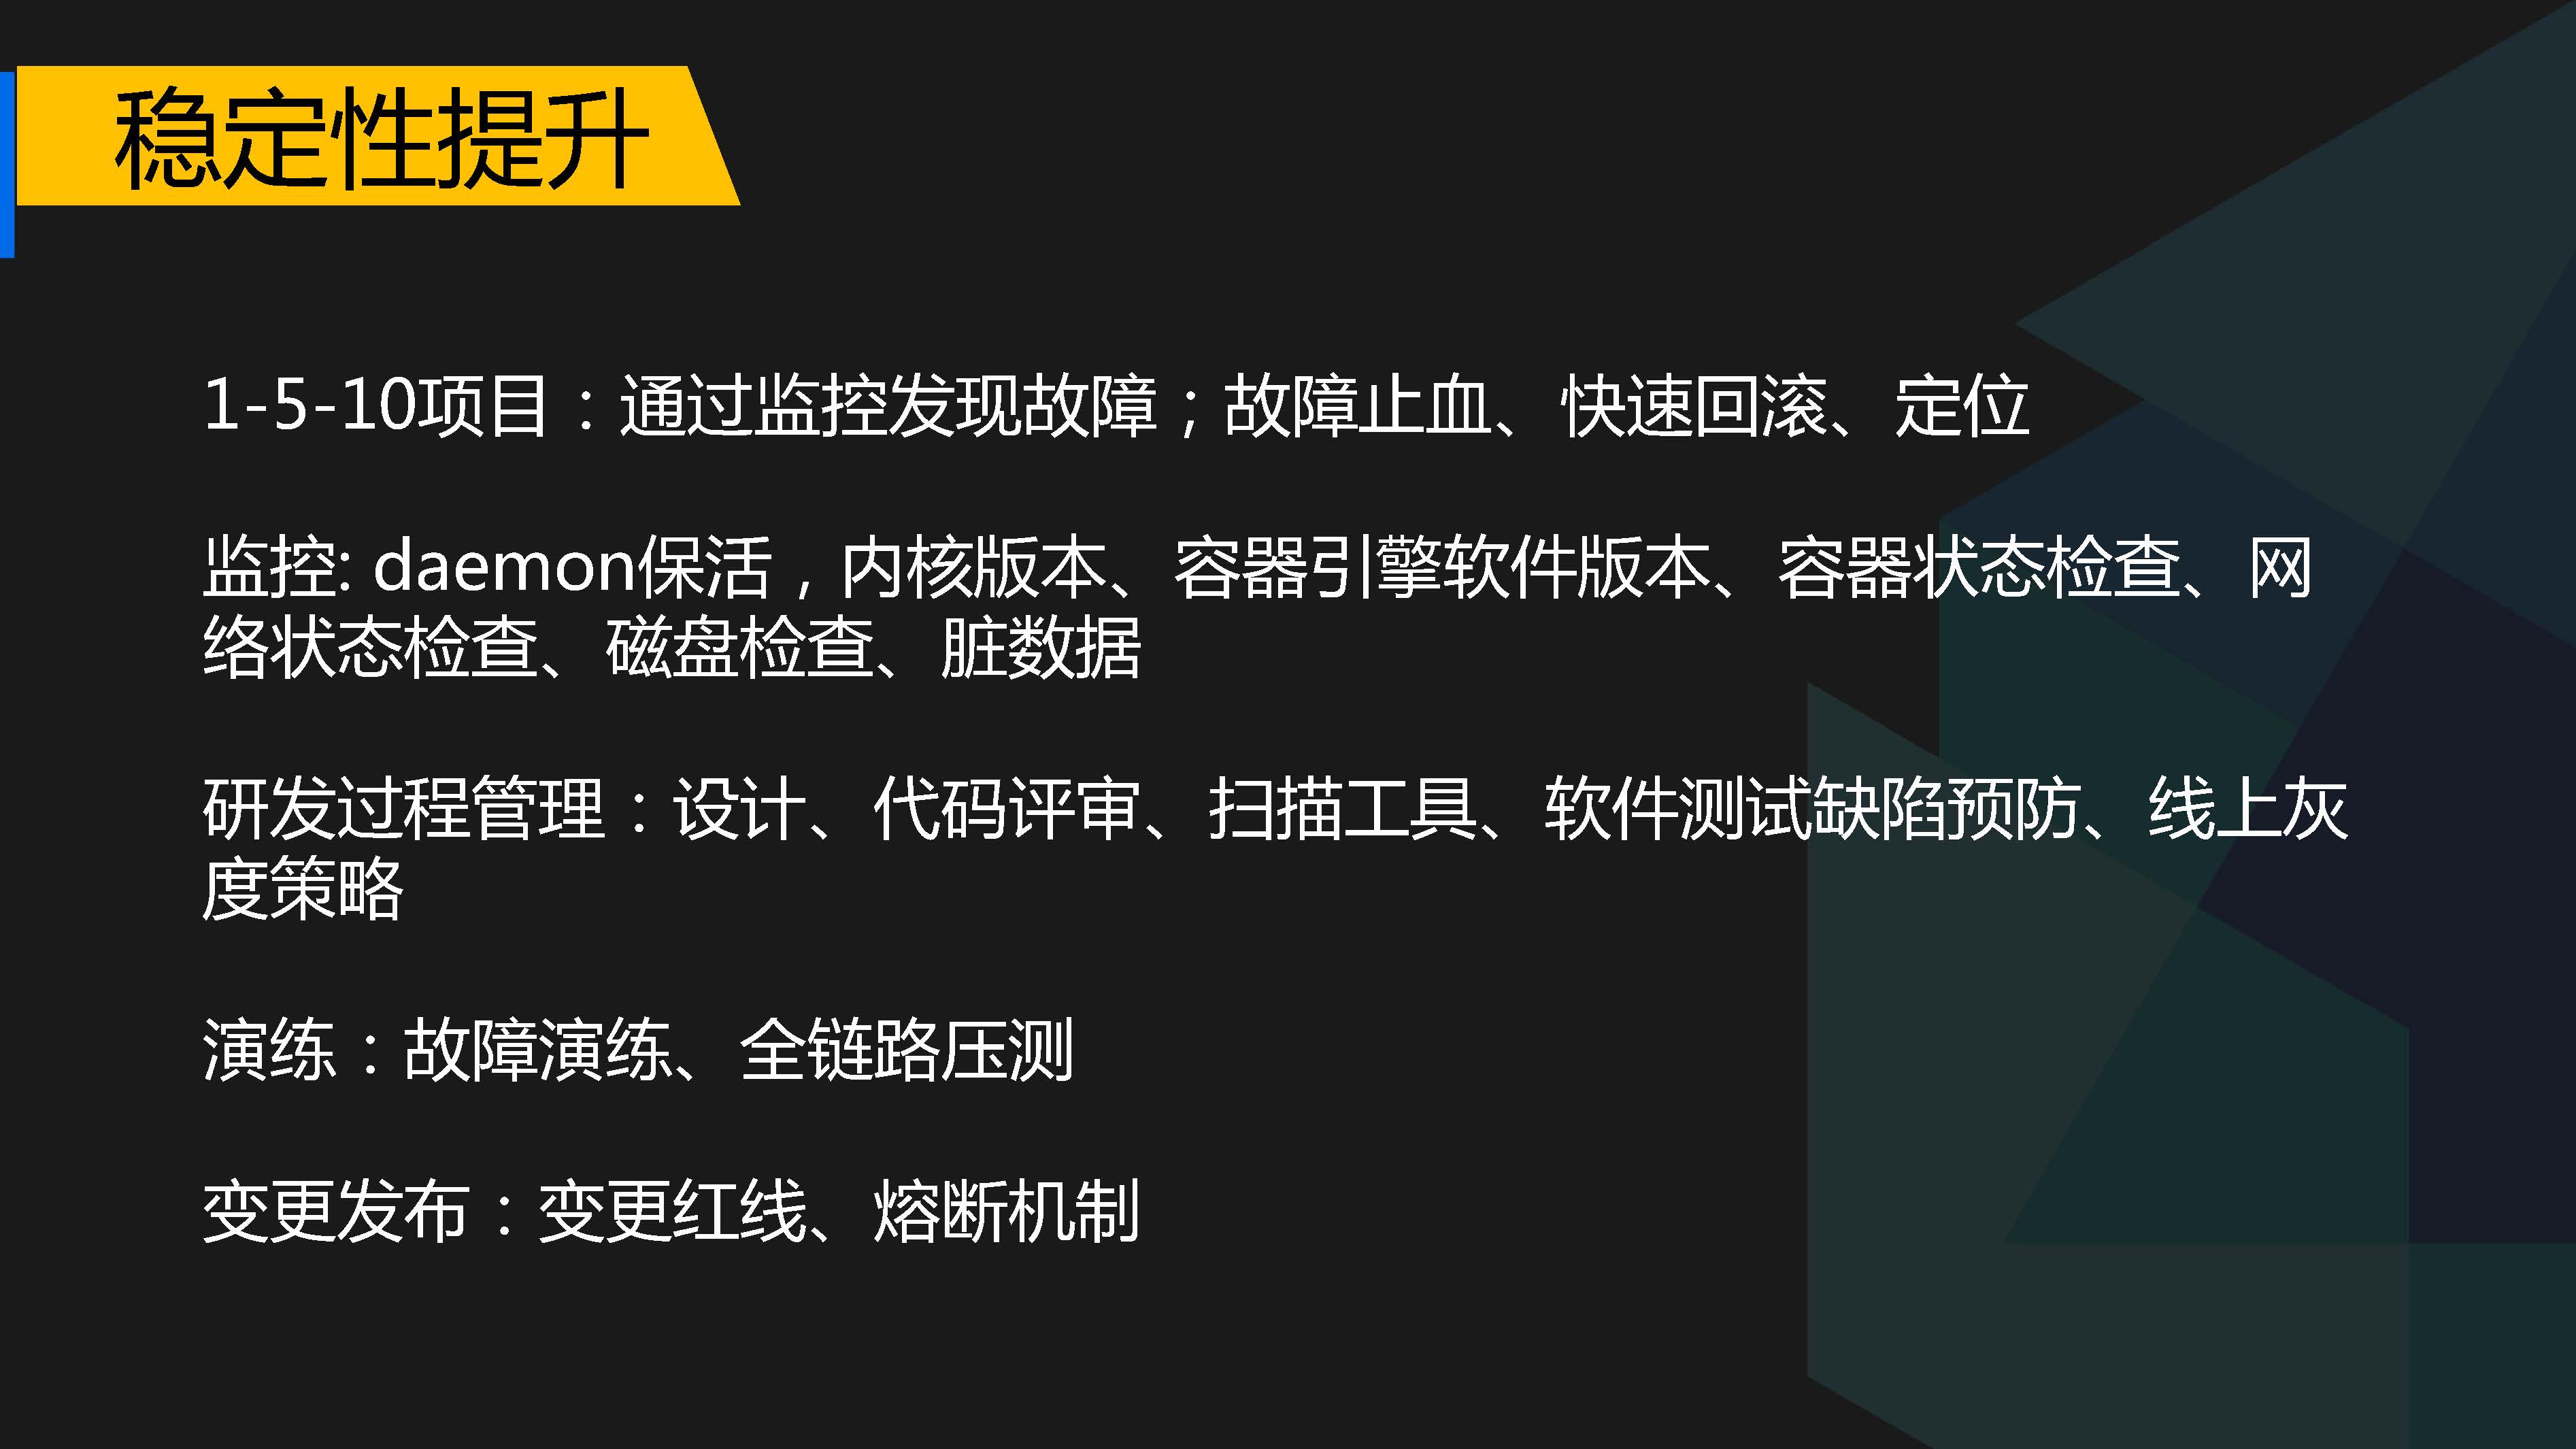 稳定性提升
1-5-10项目：通过监控发现故障；故障止血、快速回滚、定位
监控: daemon保活，内核版本、容器引擎软件版本、容器状态检查、网
络状态检查、磁盘检查、脏数据
研发过程管理：设计、代码评审、扫描工具、软件测试缺陷预防、线上灰
度策略
演练：故障演练、全链路压测
变更发布：变更红线、熔断机制